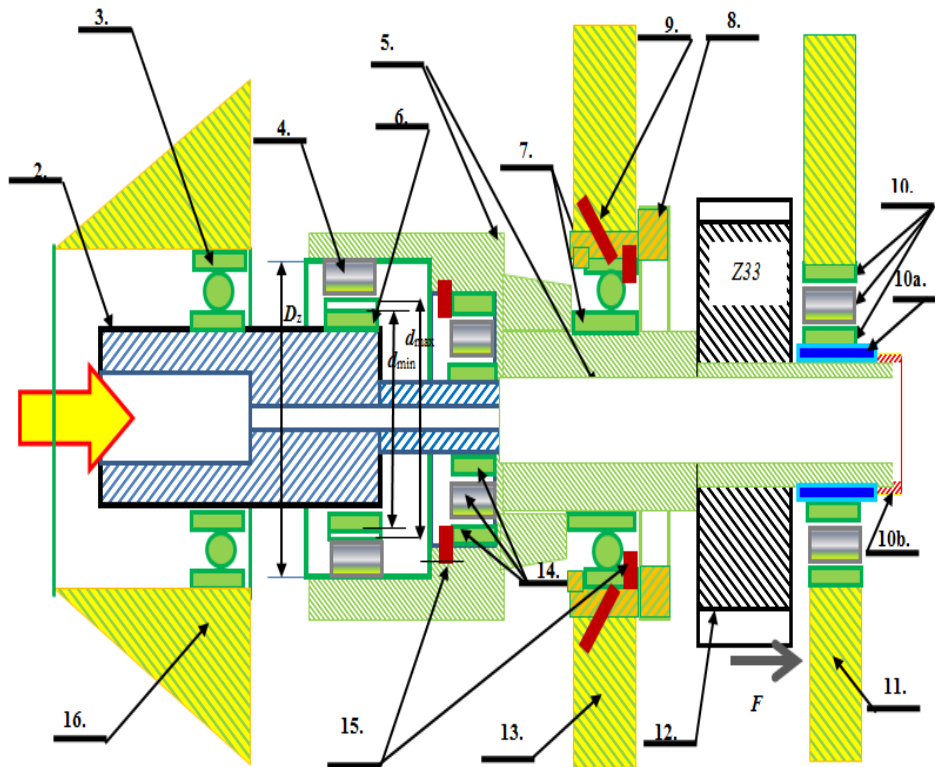 3.
5.
9.
8.
4.
6.
2.
7.
10.
Z33
10a.
Dz
dmax
dmin
10b.
14.
F
16.
15.
13.
12.
11.